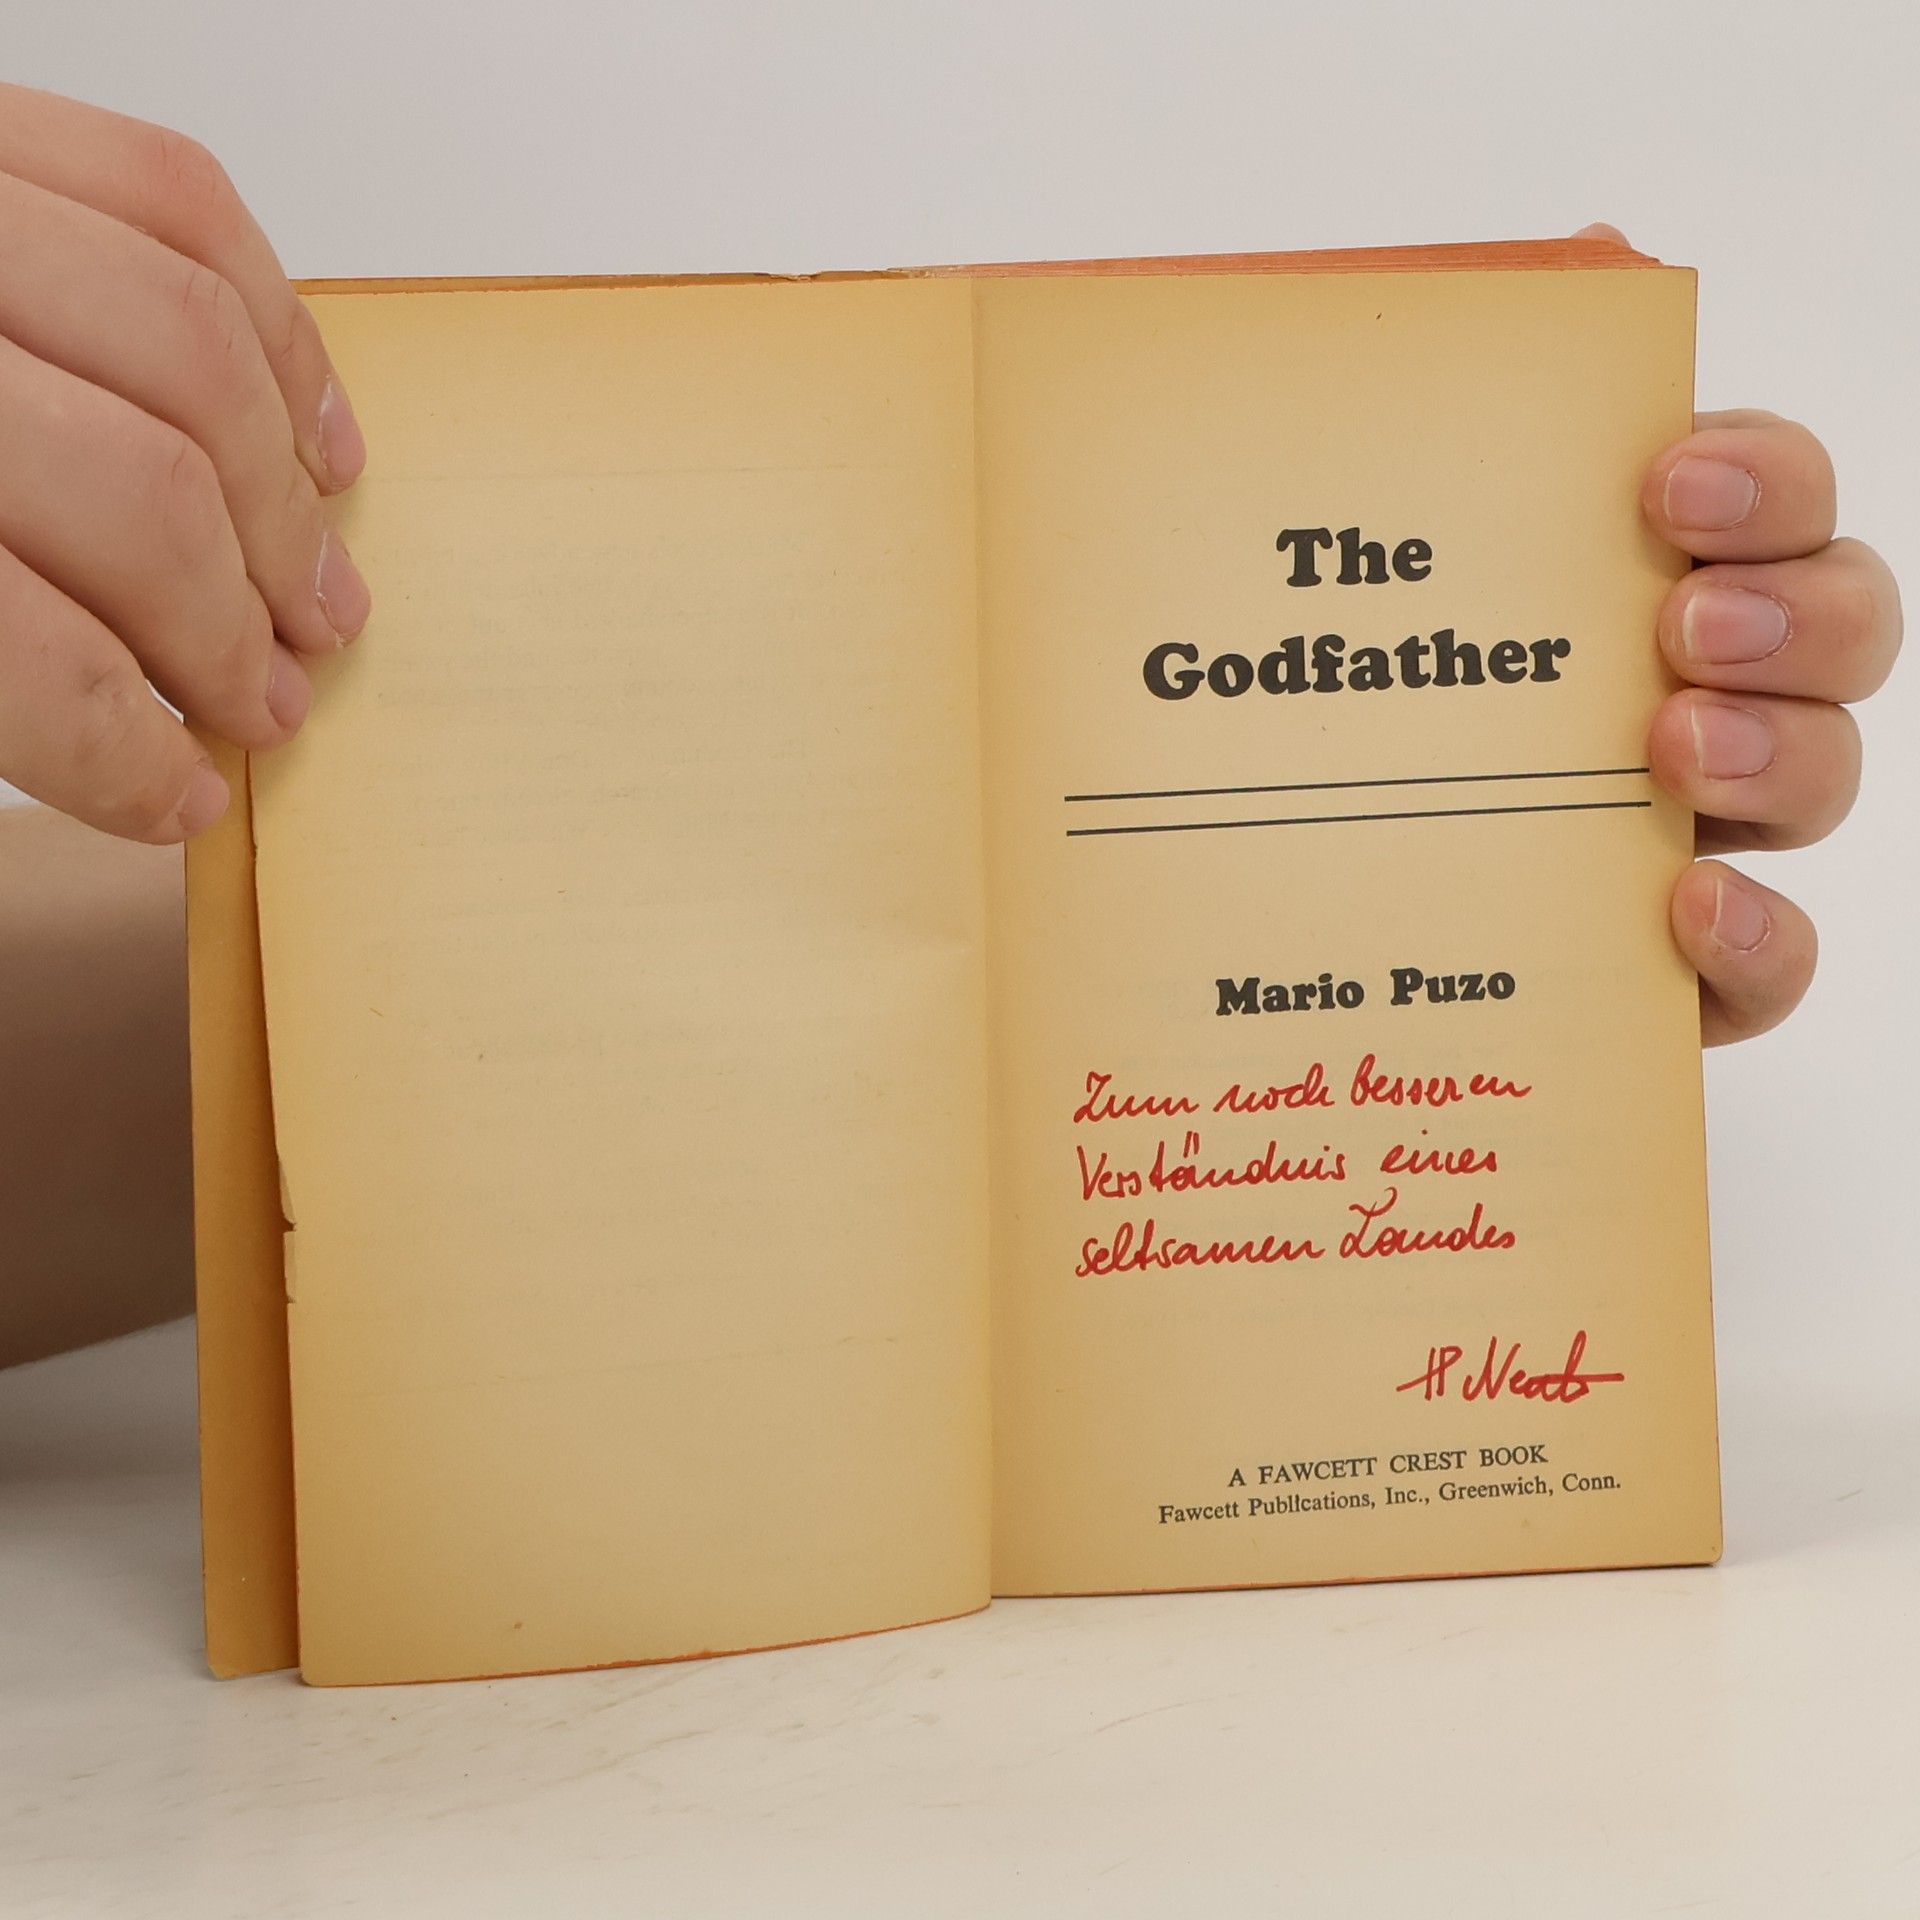 The
Godfather
Mario Puzo
Zum noch besseren
Verständnis eines
seltsamen Landes
HP
A FAWCETT CREST BOOK
Fawcett Publications, Inc., Greenwich, Conn.